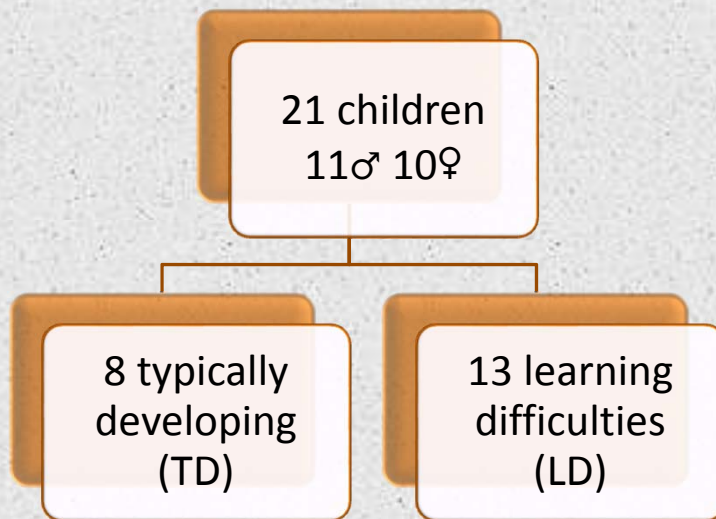 21 children
11♂ 10♀
8 typically
developing
(TD)
13 learning
difficulties
(LD)